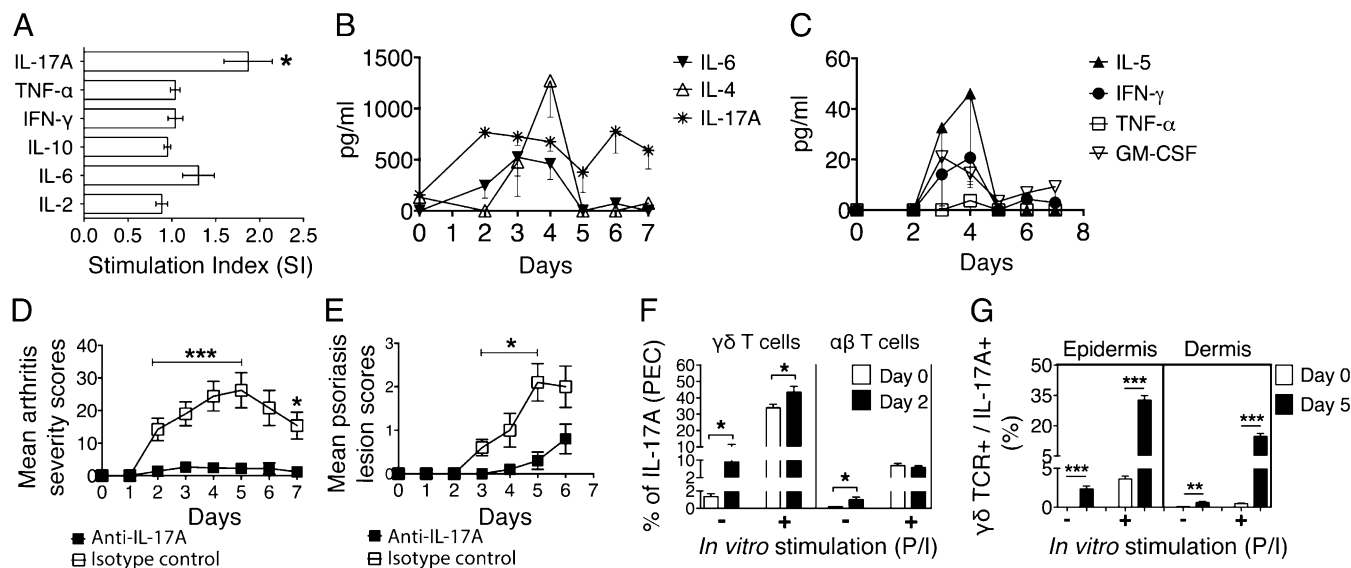 A
IL-17A
TNF-α
IFN-γ
IL-10
IL-6
IL-2
*
0.0 0.5 1.0 1.5 2.0 2.5
Stimulation Index (SI)
B
pg/ml
1500
1000
500
0
0 1 2 3 4 5 6 7
Days
IL-6
IL-4
IL-17A
C
pg/ml
60
40
20
0
0 2 4 6 8
Days
IL-5
IFN-γ
TNF-α
GM-CSF
D
Mean arthritis
severity scores
40
30
20
10
0
***
*
0 1 2 3 4 5 6 7
Days
Anti-IL-17A
Isotype control
E
Mean psoriasis
lesion scores
3
2
1
0
*
0 1 2 3 4 5 6 7
Days
Anti-IL-17A
Isotype control
F
% of IL-17A (PEC)
γδ T cells
αβ T cells
60
50
40
30
20
10
10
2
2
0
*
*
*
Day 0
Day 2
- + - +
In vitro stimulation (P/I)
G
γδ TCR+ / IL-17A+
(%)
Epidermis
Dermis
50
35
20
5
5
0
***
***
**
***
Day 0
Day 5
- + - +
In vitro stimulation (P/I)